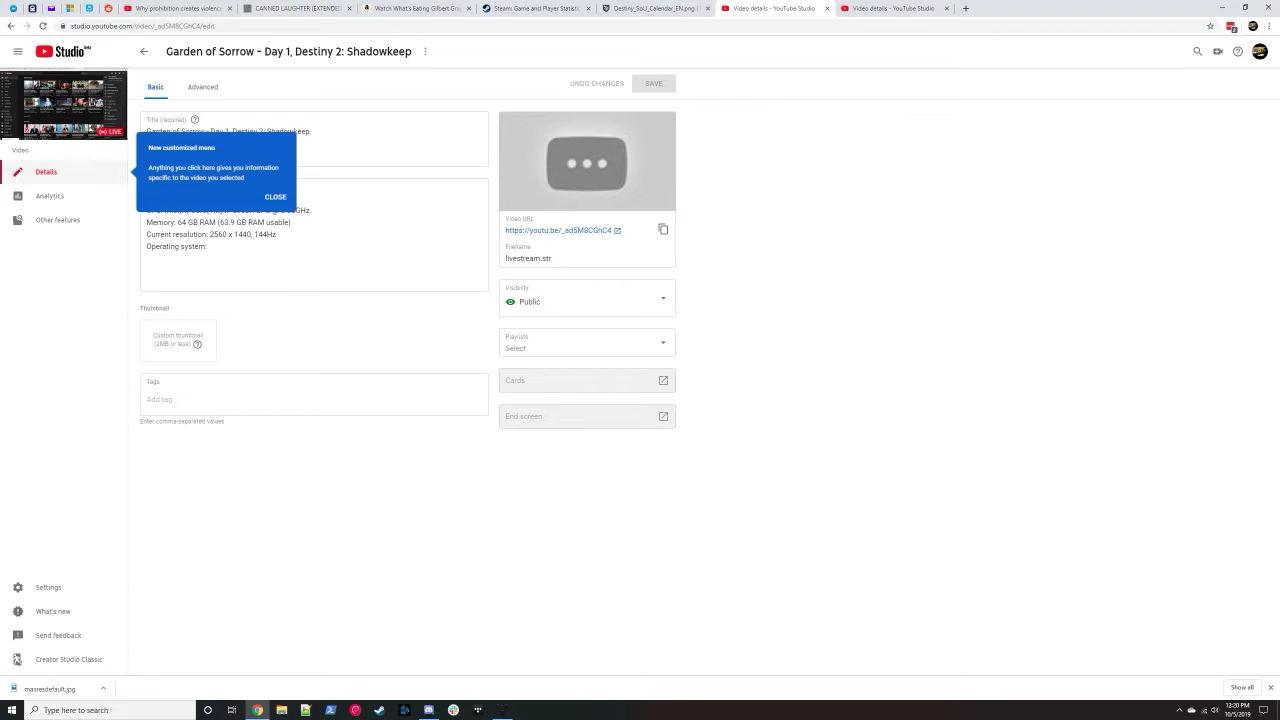 Why prohibition creates violence
CANNED LAUGHTER (EXTENDED
Watch What's Eating Gilbert Gra
Steam: Game and Player Statistic
Destiny_SoU_Calendar_EN.png (1
Video details - YouTube Studio
Video details - YouTube Studio
studio.youtube.com/video/_ad5M8CGhC4/edit
Studio beta
Garden of Sorrow - Day 1, Destiny 2: Shadowkeep
Basic
Advanced
UNDO CHANGES
SAVE
LIVE
Title (required)
Garden of Sorrow - Day 1, Destiny 2: Shadowkeep
Video
New customized menu
Anything you click here gives you information
specific to the video you selected
CLOSE
Details
Analytics
Other features
Memory: 64 GB RAM (63.9 GB RAM usable)
Current resolution: 2560 x 1440, 144Hz
Operating system:
Video URL
https://youtu.be/_ad5M8CGhC4
Filename
livestream.str
Visibility
Public
Thumbnail
Custom thumbnail
(2MB or less)
Playlists
Select
Tags
Add tag
Enter comma-separated values
Cards
End screen
Settings
What's new
Send feedback
Creator Studio Classic
maxresdefault.jpg
Show all
Type here to search
12:20 PM
10/5/2019